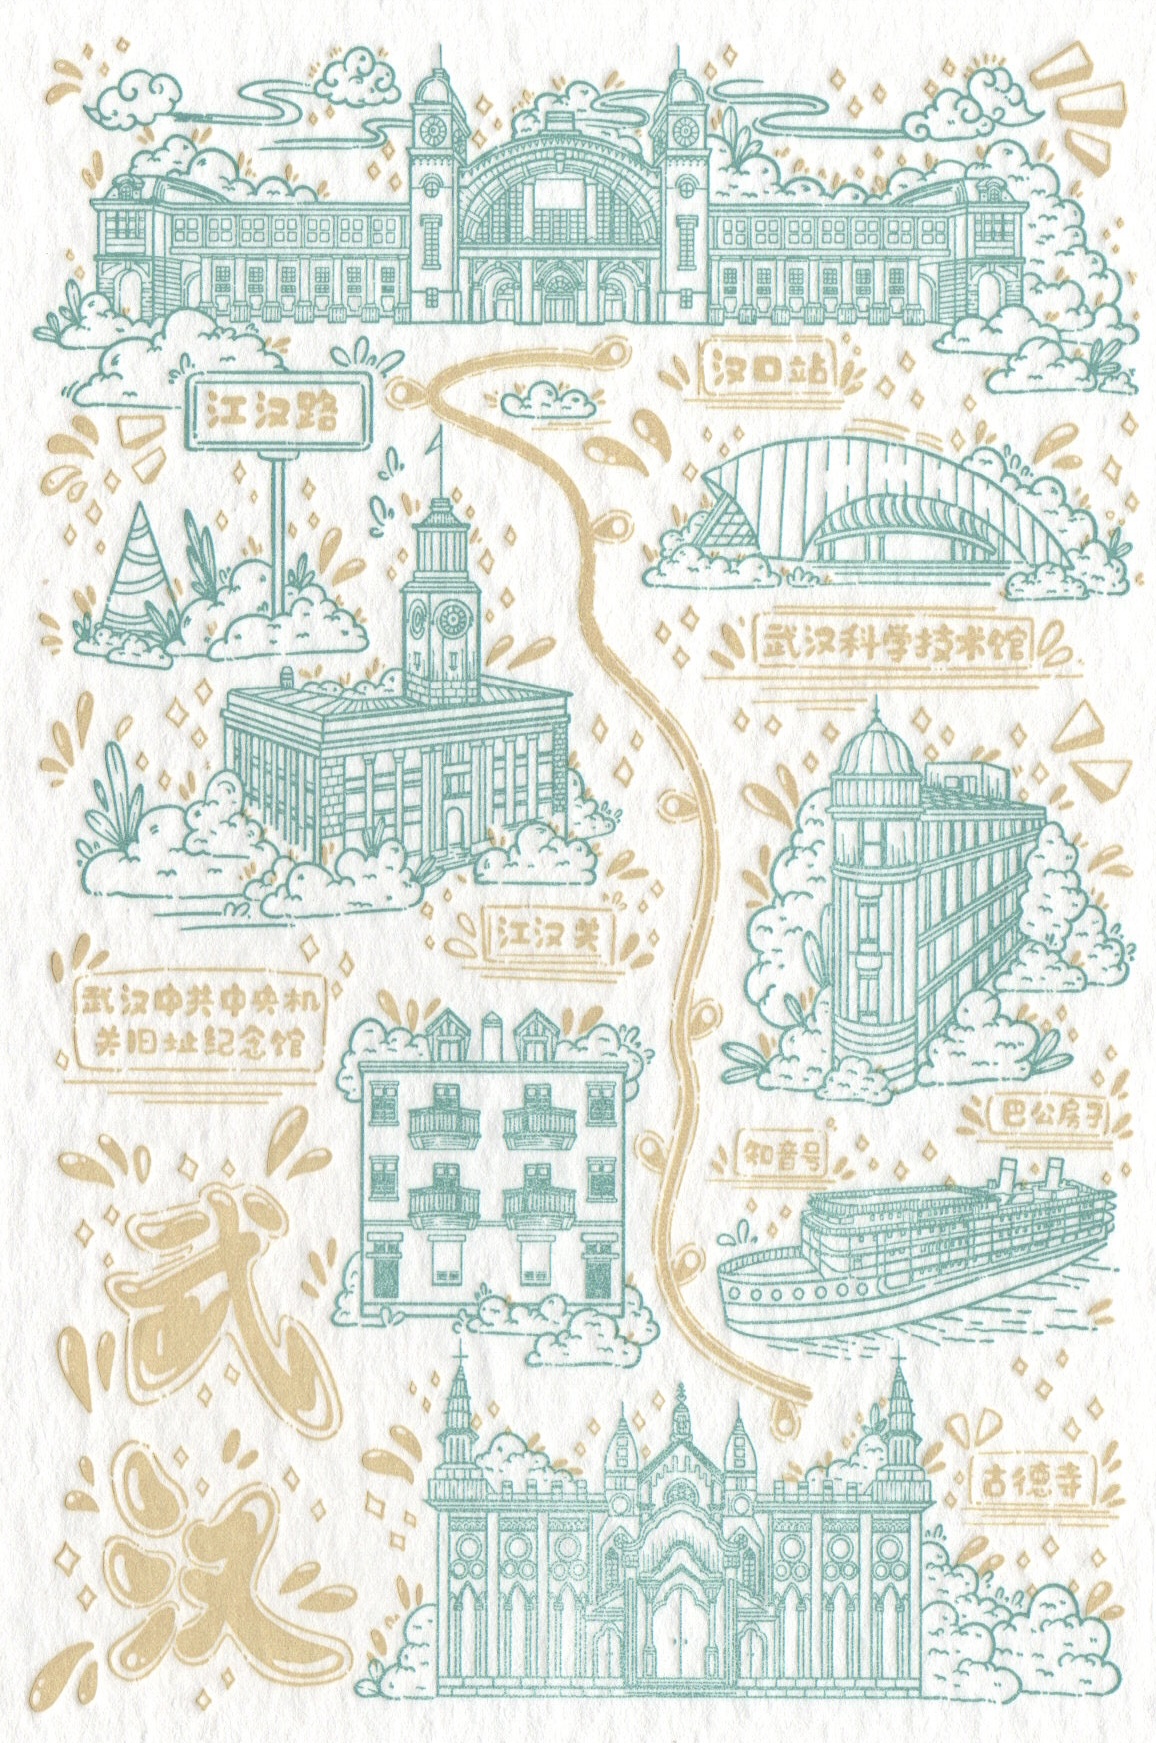 汉口站
江汉路
武汉科学技术馆
江汉关
武汉中共中央机
关旧址纪念馆
巴公房子
知音号
武汉
古德寺